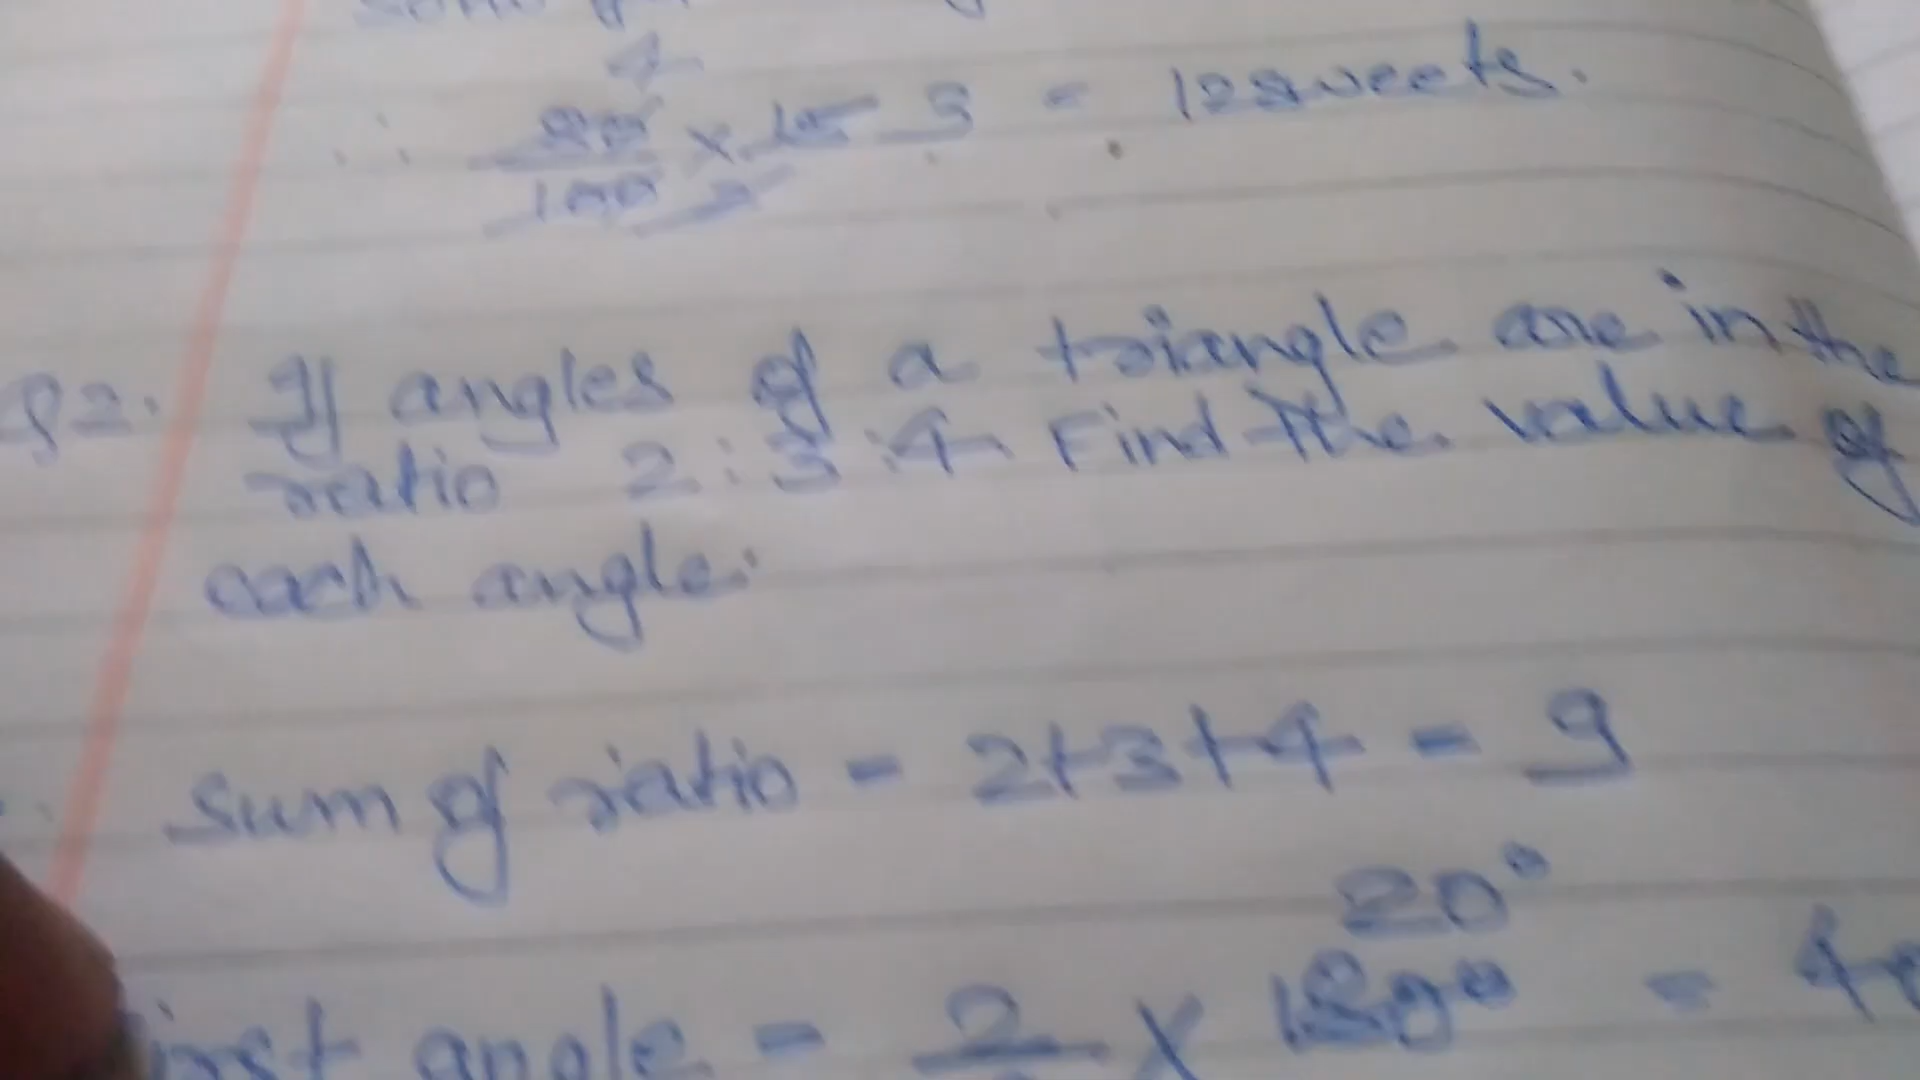 4
∴ 80/100 × 15 3 = 12 sweets.
Q2. If angles of a triangle are in the
ratio 2:3:4. Find the value of
each angle.
Sum of ratio = 2+3+4 = 9
20°
angle = 2 × 180° =